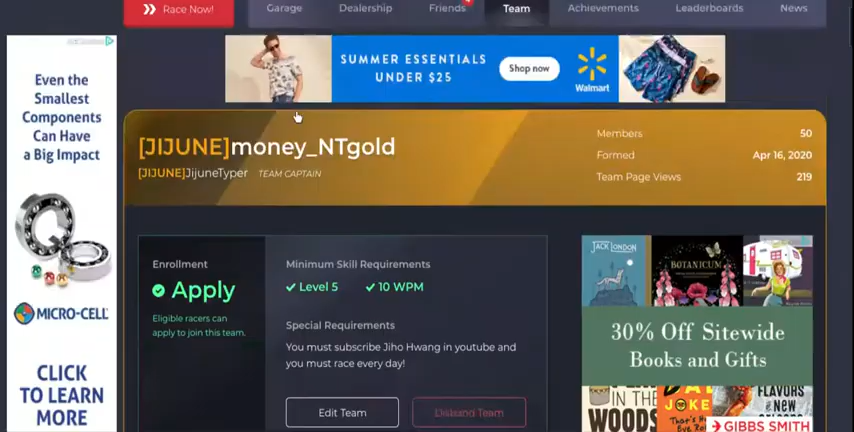 Race Now!
Garage
Dealership
Friends
Team
Achievements
Leaderboards
News
Even the
Smallest
Components
Can Have
a Big Impact
MICRO-CELL
CLICK
TO LEARN
MORE
SUMMER ESSENTIALS
UNDER $25
Shop now
Walmart
[JIJUNE]money_NTgold
[JIJUNE]JijuneTyper TEAM CAPTAIN
Members 50
Formed Apr 16, 2020
Team Page Views 219
Enrollment
Apply
Eligible racers can
apply to join this team.
Minimum Skill Requirements
Level 5
10 WPM
Special Requirements
You must subscribe Jiho Hwang in youtube and
you must race every day!
Edit Team
Disband Team
JACK LONDON
BOTANICUM
30% Off Sitewide
Books and Gifts
WOODS
JOKE
FLAVORS
GIBBS SMITH